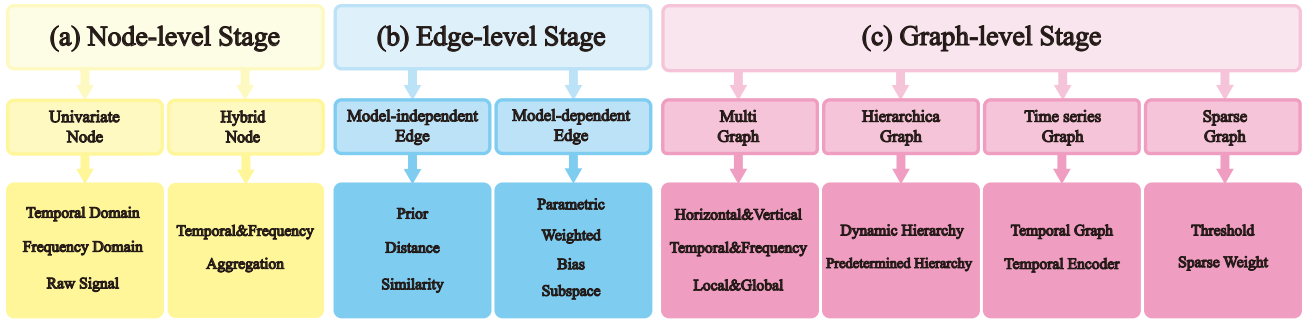 (a) Node-level Stage
(b) Edge-level Stage
(c) Graph-level Stage
Univariate
Node
Hybrid
Node
Model-independent
Edge
Model-dependent
Edge
Multi
Graph
Hierarchica
Graph
Time series
Graph
Sparse
Graph
Temporal Domain
Frequency Domain
Raw Signal
Temporal&Frequency
Aggregation
Prior
Distance
Similarity
Parametric
Weighted
Bias
Subspace
Horizontal&Vertical
Temporal&Frequency
Local&Global
Dynamic Hierarchy
Predetermined Hierarchy
Temporal Graph
Temporal Encoder
Threshold
Sparse Weight